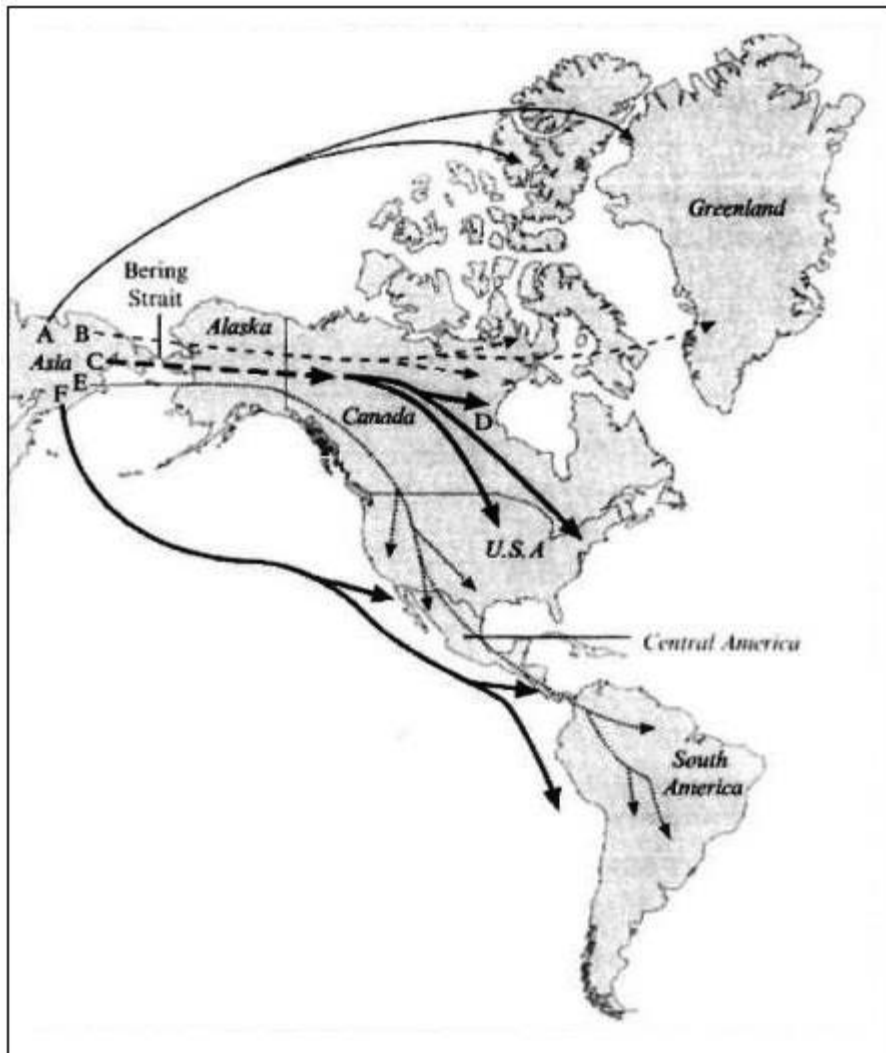 Greenland
Bering
Strait
Alaska
A
B
Asia
C
E
F
Canada
D
U.S.A
Central America
South
America